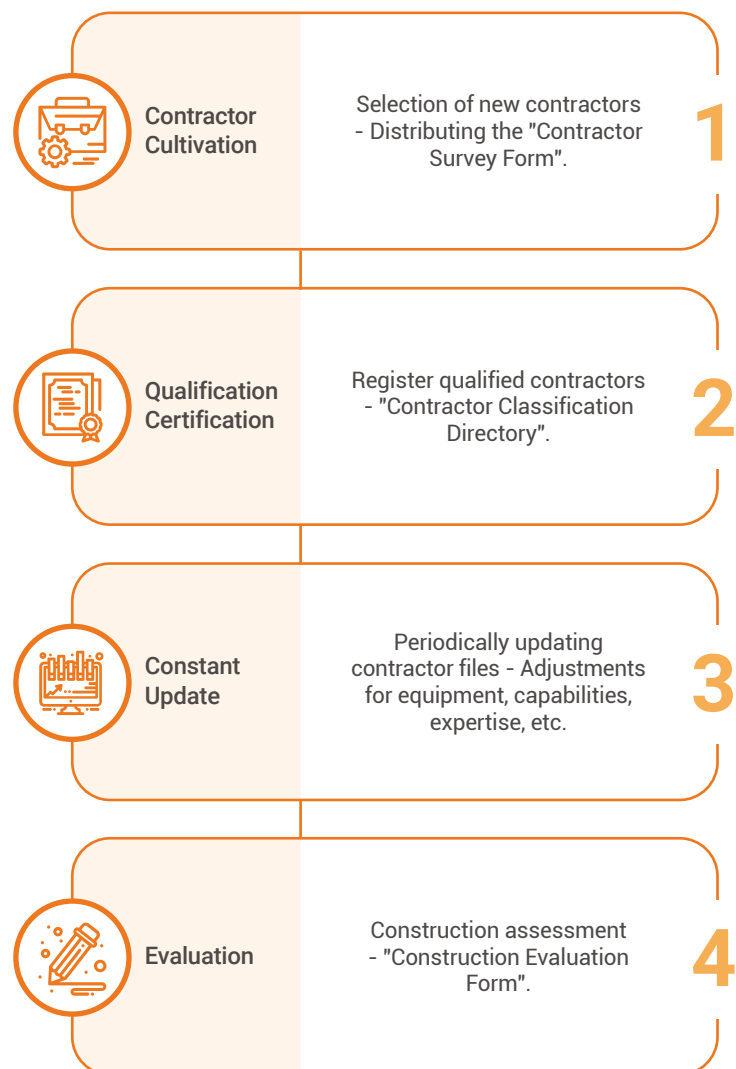 Contractor
Cultivation
Selection of new contractors
- Distributing the "Contractor
Survey Form".
1
Qualification
Certification
Register qualified contractors
- "Contractor Classification
Directory".
2
Constant
Update
Periodically updating
contractor files - Adjustments
for equipment, capabilities,
expertise, etc.
3
Evaluation
Construction assessment
- "Construction Evaluation
Form".
4